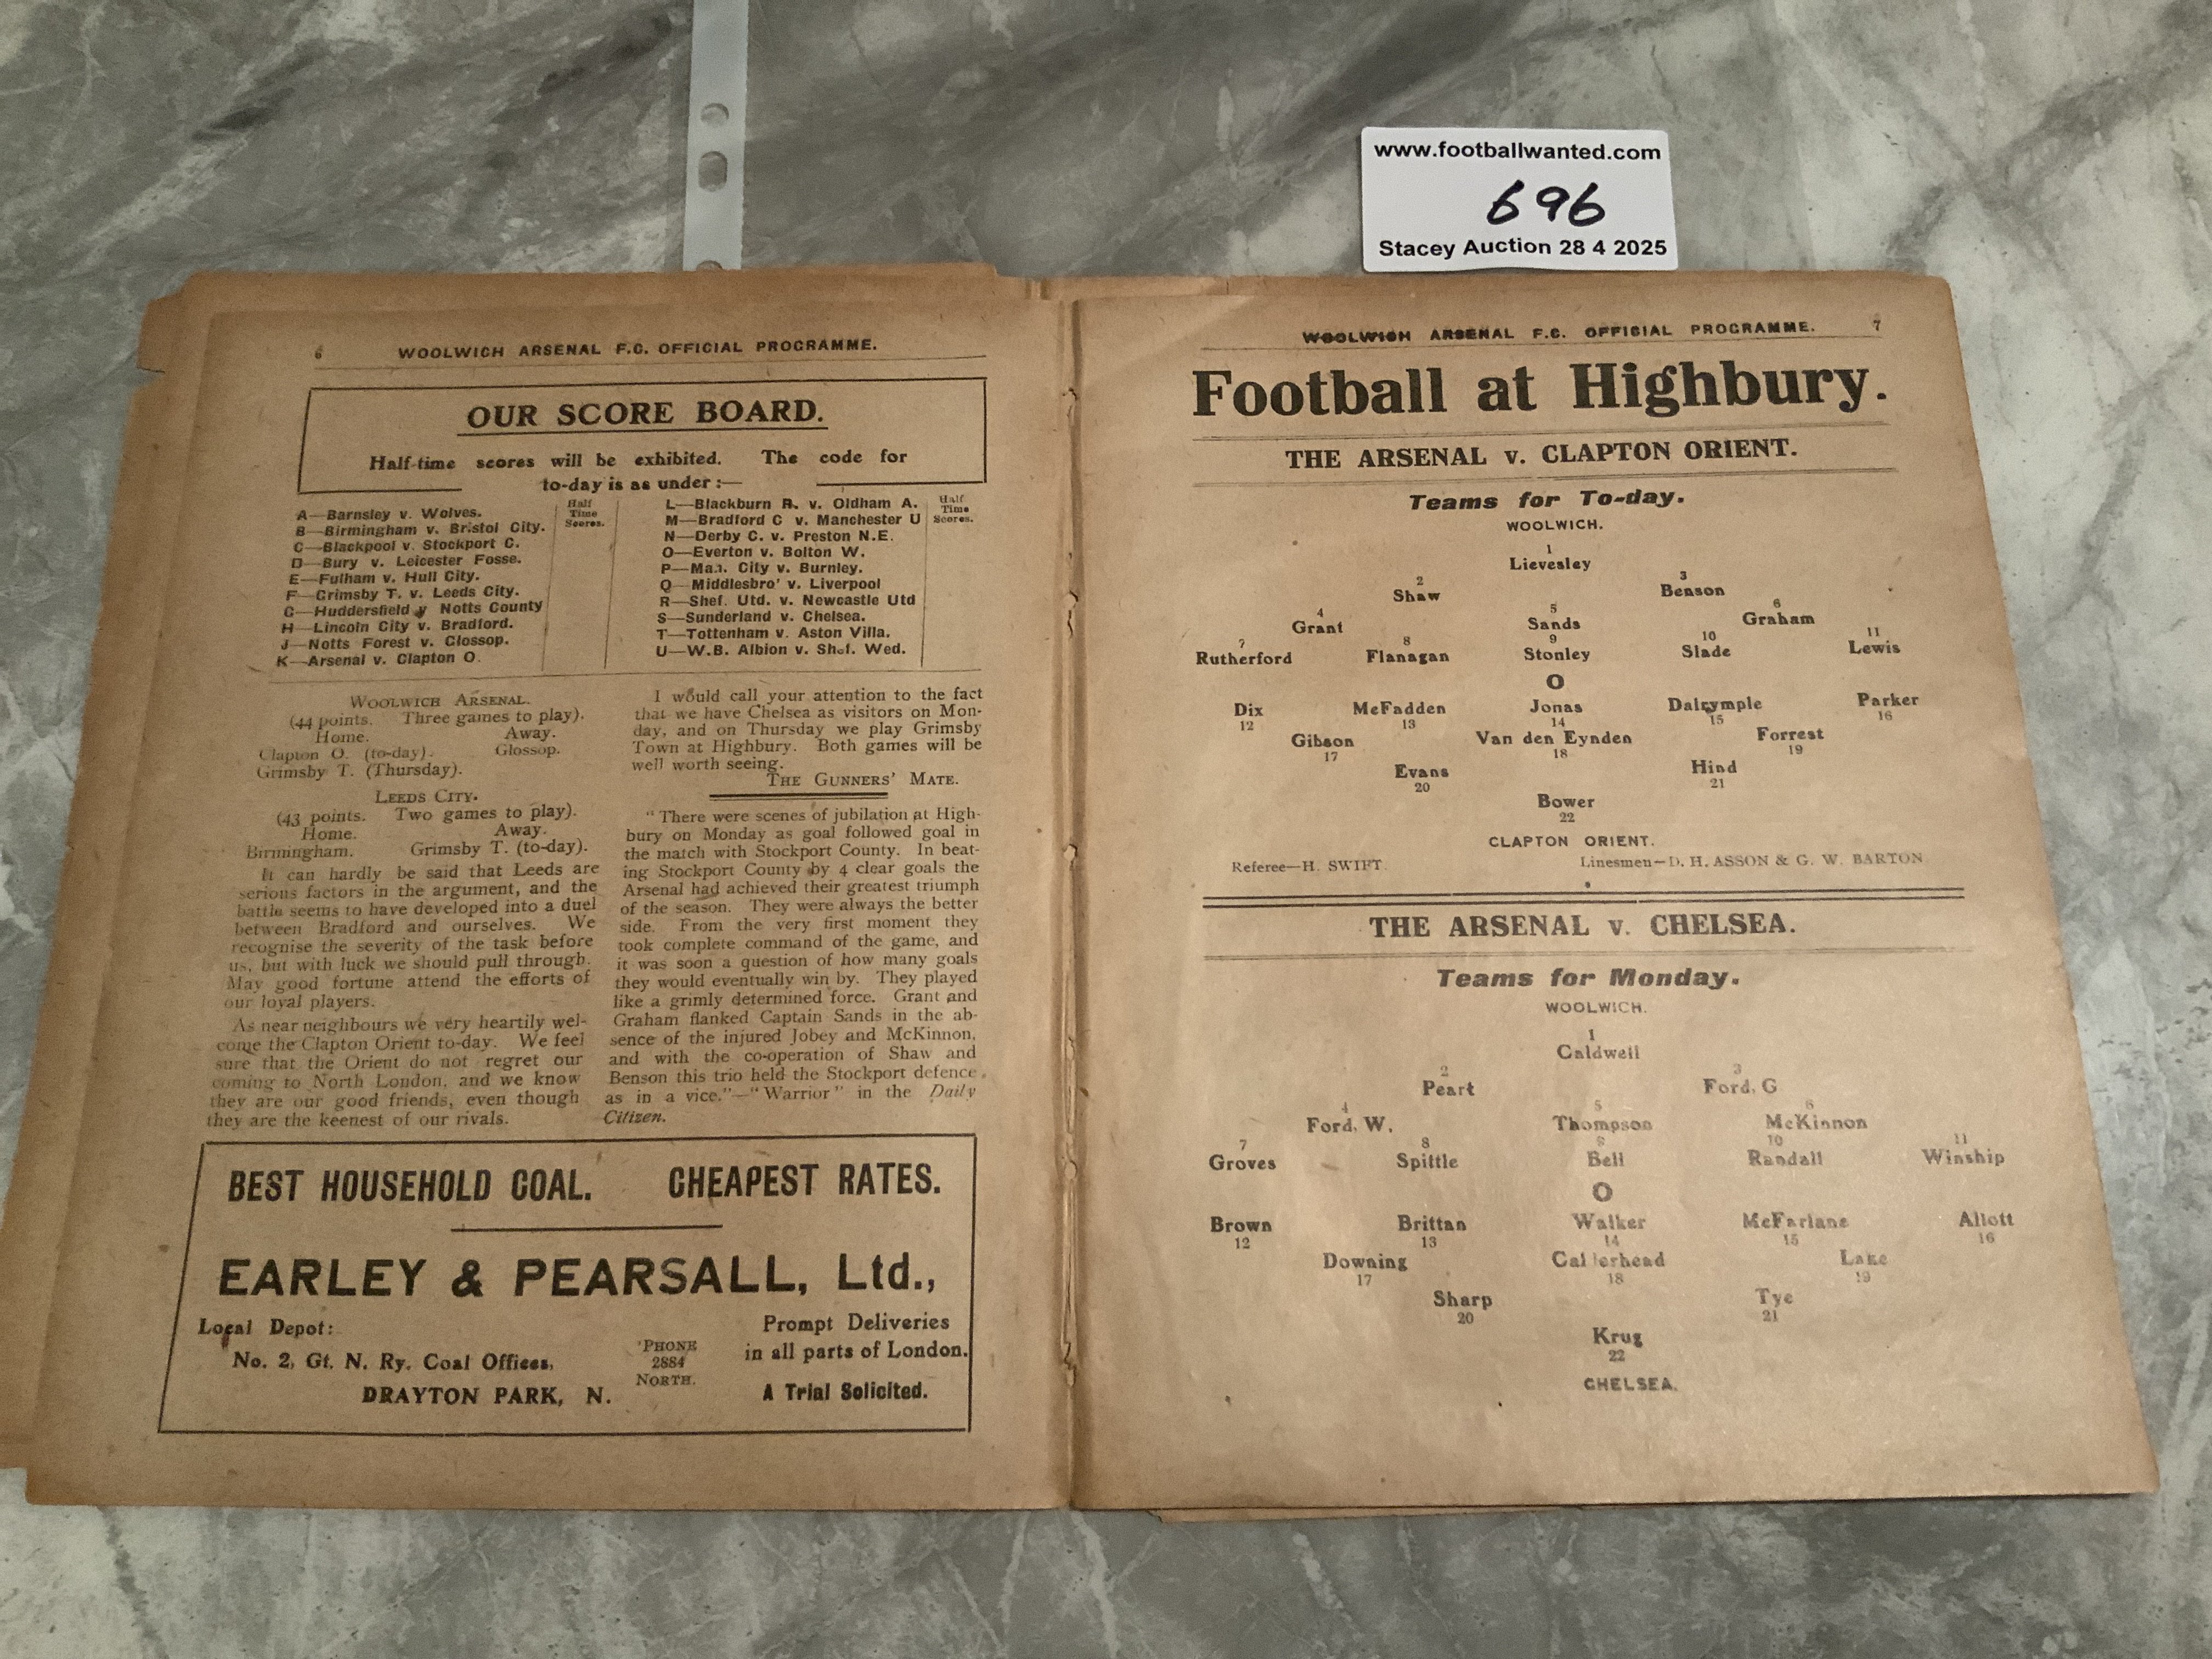 www.footballwanted.com
696
Stacey Auction 28 4 2025
6 WOOLWICH ARSENAL F.C. OFFICIAL PROGRAMME.
OUR SCORE BOARD.
Half-time scores will be exhibited. The code for
to-day is as under :—
Half
Time
Scores.
A—Barnsley v. Wolves.
B—Birmingham v. Bristol City.
C—Blackpool v. Stockport C.
D—Bury v. Leicester Fosse.
E—Fulham v. Hull City.
F—Grimsby T. v. Leeds City.
G—Huddersfield v Notts County
H—Lincoln City v. Bradford.
J—Notts Forest v. Glossop.
K—Arsenal v. Clapton O.
Half
Time
Scores.
L—Blackburn R. v. Oldham A.
M—Bradford C v. Manchester U
N—Derby C. v. Preston N.E.
O—Everton v. Bolton W.
P—Man. City v. Burnley.
Q—Middlesbro' v. Liverpool
R—Shef. Utd. v. Newcastle Utd
S—Sunderland v. Chelsea.
T—Tottenham v. Aston Villa.
U—W.B. Albion v. Shef. Wed.
WOOLWICH ARSENAL.
(44 points. Three games to play).
Home. Away.
Clapton O. (to-day). Glossop.
Grimsby T. (Thursday).
LEEDS CITY.
(43 points. Two games to play).
Home. Away.
Birmingham. Grimsby T. (to-day).
It can hardly be said that Leeds are
serious factors in the argument, and the
battle seems to have developed into a duel
between Bradford and ourselves. We
recognise the severity of the task before
us, but with luck we should pull through.
May good fortune attend the efforts of
our loyal players.
As near neighbours we very heartily wel-
come the Clapton Orient to-day. We feel
sure that the Orient do not regret our
coming to North London, and we know
they are our good friends, even though
they are the keenest of our rivals.
I would call your attention to the fact
that we have Chelsea as visitors on Mon-
day, and on Thursday we play Grimsby
Town at Highbury. Both games will be
well worth seeing.
THE GUNNERS' MATE.
"There were scenes of jubilation at High-
bury on Monday as goal followed goal in
the match with Stockport County. In beat-
ing Stockport County by 4 clear goals the
Arsenal had achieved their greatest triumph
of the season. They were always the better
side. From the very first moment they
took complete command of the game, and
it was soon a question of how many goals
they would eventually win by. They played
like a grimly determined force. Grant and
Graham flanked Captain Sands in the ab-
sence of the injured Jobey and McKinnon,
and with the co-operation of Shaw and
Benson this trio held the Stockport defence
as in a vice."—"Warrior" in the Daily
Citizen.
BEST HOUSEHOLD COAL. CHEAPEST RATES.
EARLEY & PEARSALL, Ltd.,
Local Depot:
No. 2, Gt. N. Ry. Coal Offices,
DRAYTON PARK, N.
'PHONE
2884
NORTH.
Prompt Deliveries
in all parts of London.
A Trial Solicited.
WOOLWICH ARSENAL F.C. OFFICIAL PROGRAMME. 7
Football at Highbury.
THE ARSENAL v. CLAPTON ORIENT.
Teams for To-day.
WOOLWICH.
1
Lievesley
2 3
Shaw Benson
4 5 6
Grant Sands Graham
7 8 9 10 11
Rutherford Flanagan Stonley Slade Lewis
O
Dix McFadden Jonas Dalrymple Parker
12 13 14 15 16
Gibson Van den Eynden Forrest
17 18 19
Evans Hind
20 21
Bower
22
CLAPTON ORIENT.
Referee—H. SWIFT. Linesmen—D. H. ASSON & G. W. BARTON
THE ARSENAL v. CHELSEA.
Teams for Monday.
WOOLWICH.
1
Caldwell
2 3
Peart Ford, G
4 5 6
Ford, W. Thompson McKinnon
7 8 9 10 11
Groves Spittle Bell Randall Winship
O
Brown Brittan Walker McFarlane Allott
12 13 14 15 16
Downing Calderhead Lake
17 18 19
Sharp Tye
20 21
Krug
22
CHELSEA.